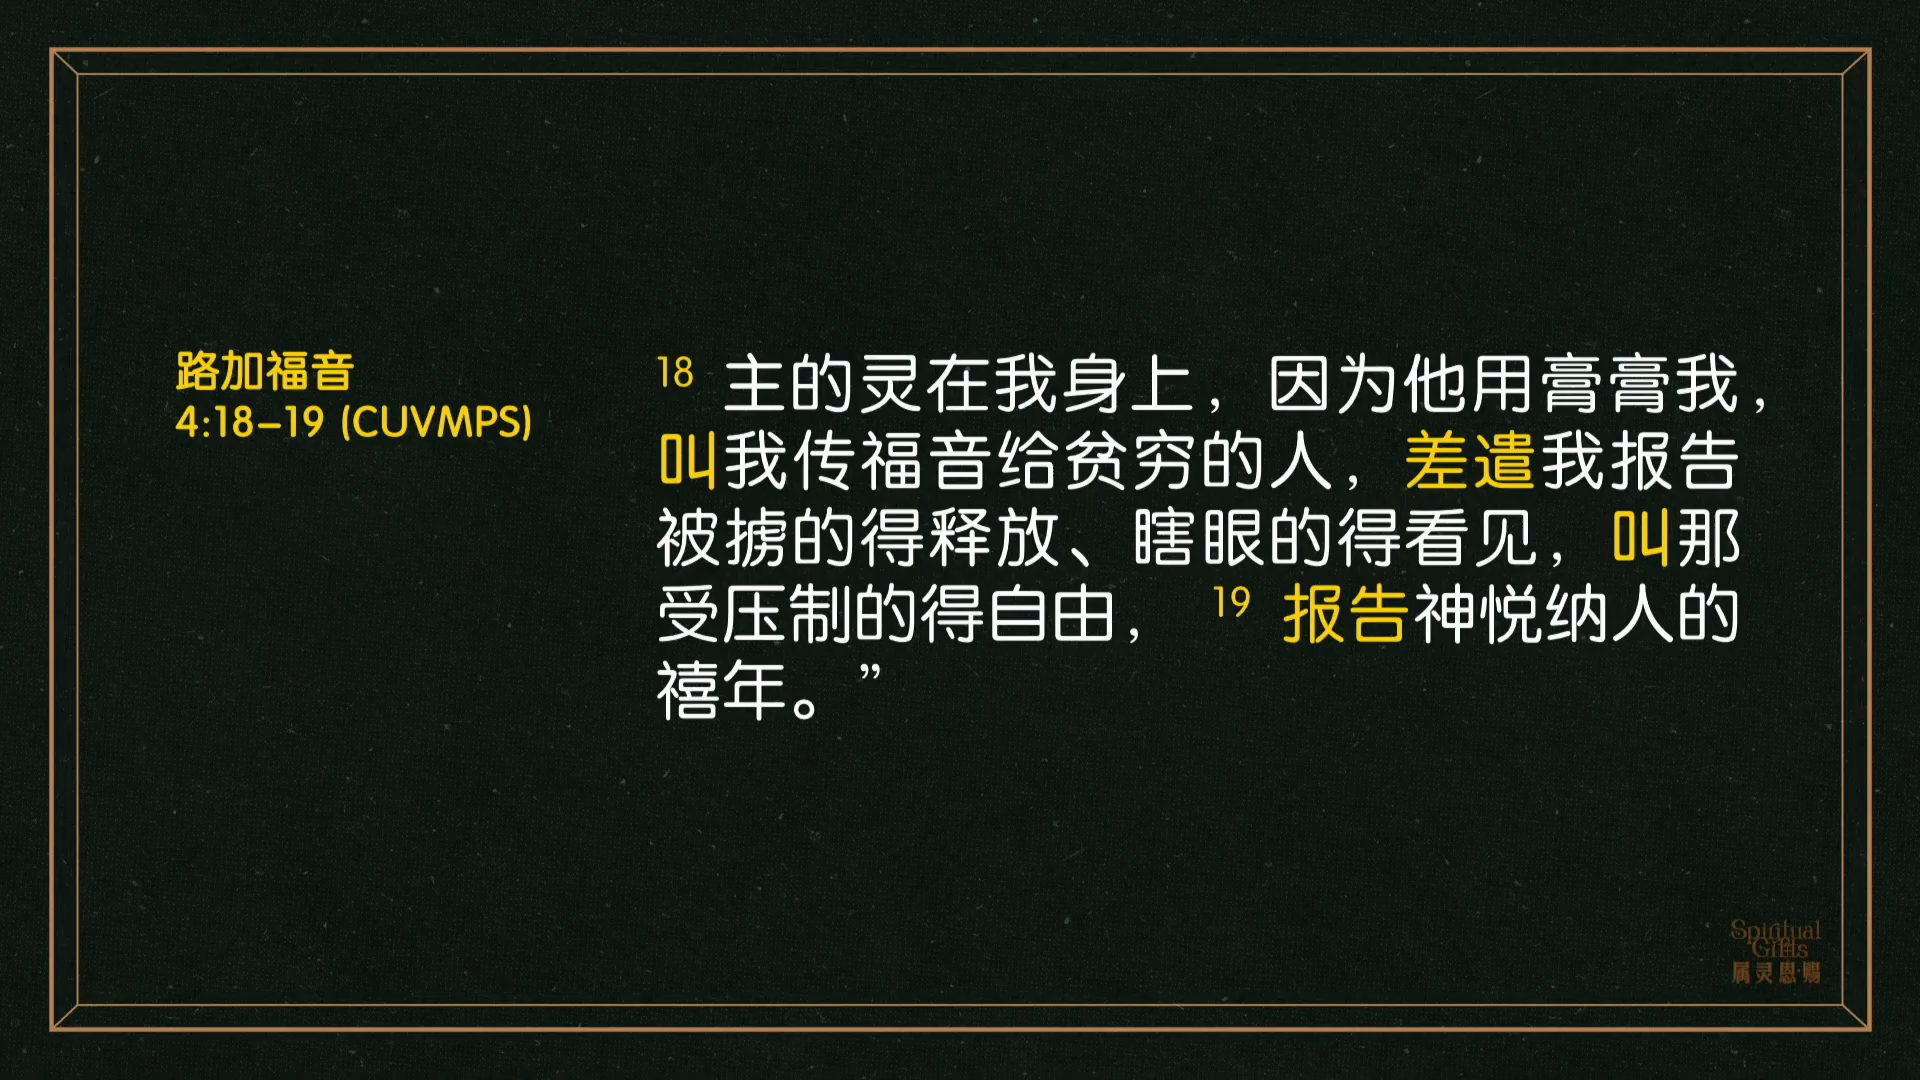 路加福音
4:18–19 (CUVMPS)
18 主的灵在我身上，因为他用膏膏我，
叫我传福音给贫穷的人，差遣我报告
被掳的得释放、瞎眼的得看见，叫那
受压制的得自由， 19 报告神悦纳人的
禧年。”
Spiritual
Gifts
属灵恩赐